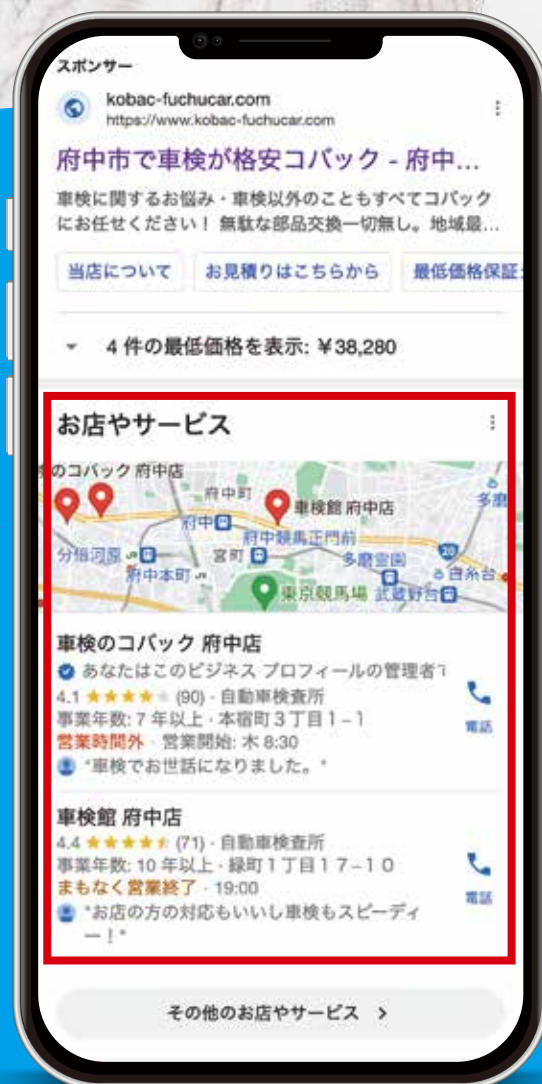 スポンサー
kobac-fuchucar.com
https://www.kobac-fuchucar.com
府中市で車検が格安コバック - 府中...
車検に関するお悩み・車検以外のこともすべてコバック
にお任せください！ 無駄な部品交換一切無し。地域最...
当店について
お見積りはこちらから
最低価格保証
4 件の最低価格を表示: ¥38,280
お店やサービス
のコバック 府中店
府中町
車検館 府中店
多磨
府中
府中競馬正門前
分倍河原
宮町
多磨霊園
20
白糸台
府中本町
東京競馬場
武蔵野台
車検のコバック 府中店
あなたはこのビジネス プロフィールの管理者で
4.1 (90) · 自動車検査所
事業年数: 7 年以上 · 本宿町３丁目１−１
営業時間外 · 営業開始: 木 8:30
電話
"車検でお世話になりました。"
車検館 府中店
4.4 (71) · 自動車検査所
事業年数: 10 年以上 · 緑町１丁目１７−１０
まもなく営業終了 · 19:00
電話
"お店の方の対応もいいし車検もスピーディ
ー！"
その他のお店やサービス